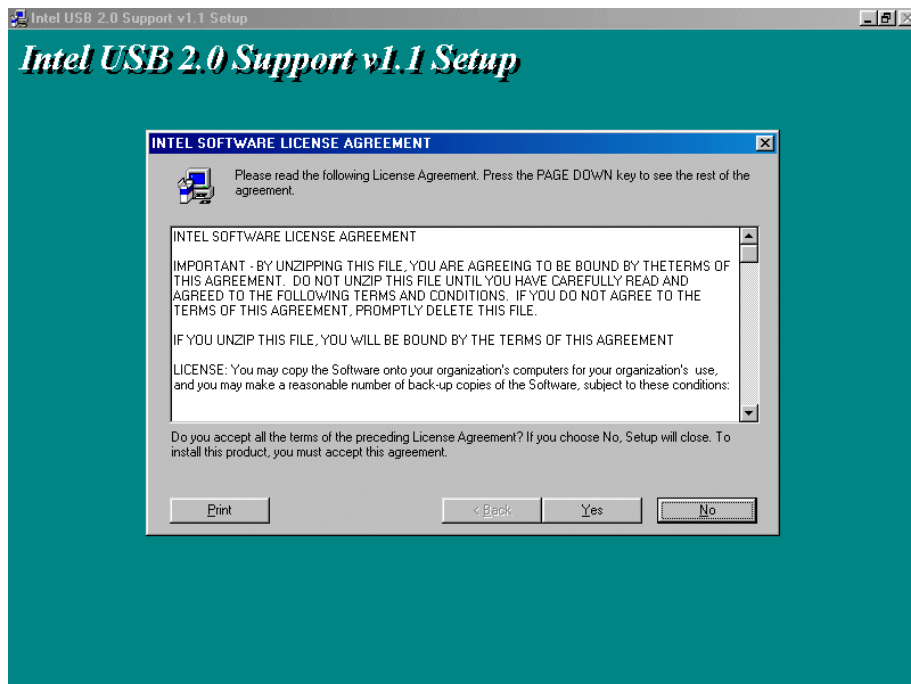 Intel USB 2.0 Support v1.1 Setup
Intel USB 2.0 Support v1.1 Setup
INTEL SOFTWARE LICENSE AGREEMENT
Please read the following License Agreement. Press the PAGE DOWN key to see the rest of the
agreement.
INTEL SOFTWARE LICENSE AGREEMENT
IMPORTANT - BY UNZIPPING THIS FILE, YOU ARE AGREEING TO BE BOUND BY THETERMS OF
THIS AGREEMENT.  DO NOT UNZIP THIS FILE UNTIL YOU HAVE CAREFULLY READ AND
AGREED TO THE FOLLOWING TERMS AND CONDITIONS.  IF YOU DO NOT AGREE TO THE
TERMS OF THIS AGREEMENT, PROMPTLY DELETE THIS FILE.
IF YOU UNZIP THIS FILE, YOU WILL BE BOUND BY THE TERMS OF THIS AGREEMENT
LICENSE: You may copy the Software onto your organization's computers for your organization's  use,
and you may make a reasonable number of back-up copies of the Software, subject to these conditions:
Do you accept all the terms of the preceding License Agreement? If you choose No, Setup will close. To
install this product, you must accept this agreement.
Print
< Back
Yes
No